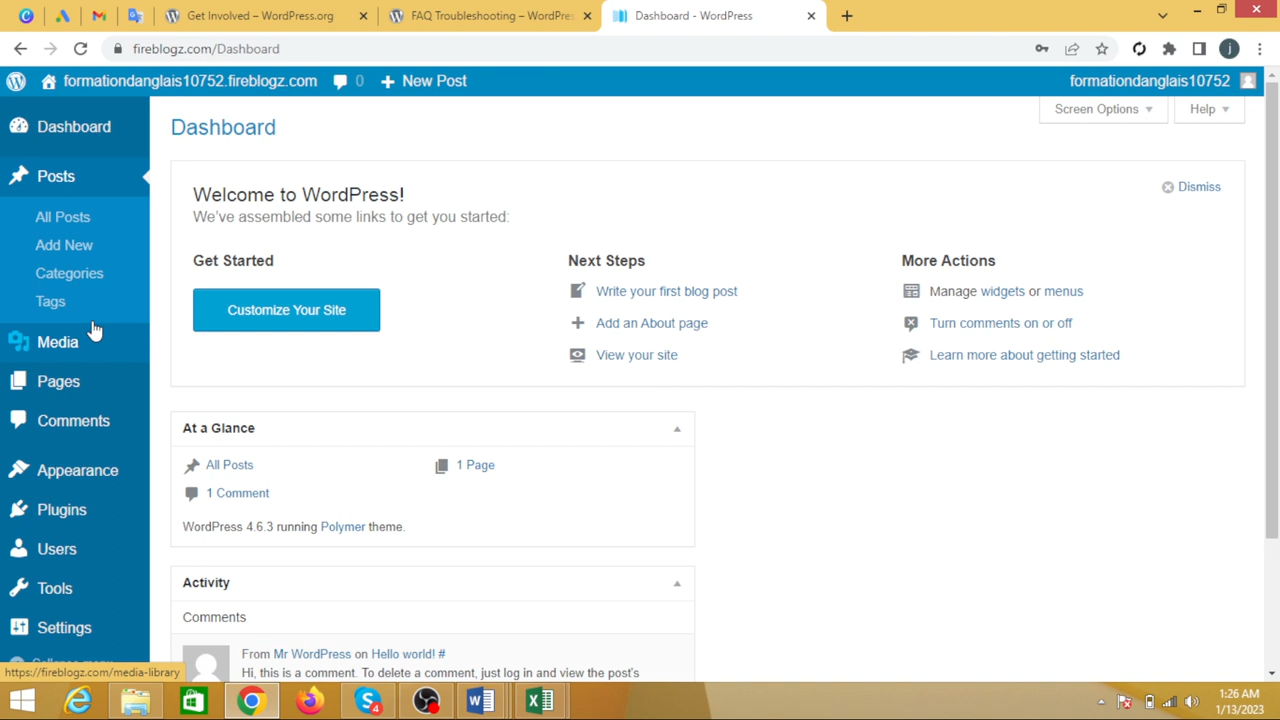 Get Involved – WordPress.org
FAQ Troubleshooting – WordPres
Dashboard - WordPress
fireblogz.com/Dashboard
j
formationdanglais10752.fireblogz.com
0
New Post
formationdanglais10752
Dashboard
Posts
All Posts
Add New
Categories
Tags
Media
Pages
Comments
Appearance
Plugins
Users
Tools
Settings
Collapse menu
https://fireblogz.com/media-library
Dashboard
Screen Options
Help
Welcome to WordPress!
Dismiss
We've assembled some links to get you started:
Get Started
Customize Your Site
Next Steps
Write your first blog post
Add an About page
View your site
More Actions
Manage widgets or menus
Turn comments on or off
Learn more about getting started
At a Glance
All Posts
1 Page
1 Comment
WordPress 4.6.3 running Polymer theme.
Activity
Comments
From Mr WordPress on Hello world! #
Hi, this is a comment. To delete a comment, just log in and view the post's
4
1:26 AM
1/13/2023